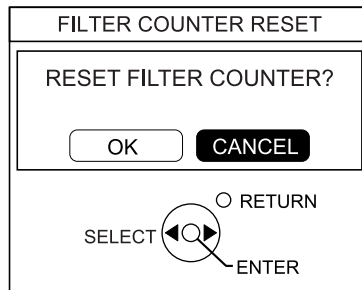 FILTER COUNTER RESET
RESET FILTER COUNTER?
OK CANCEL
RETURN
SELECT
ENTER